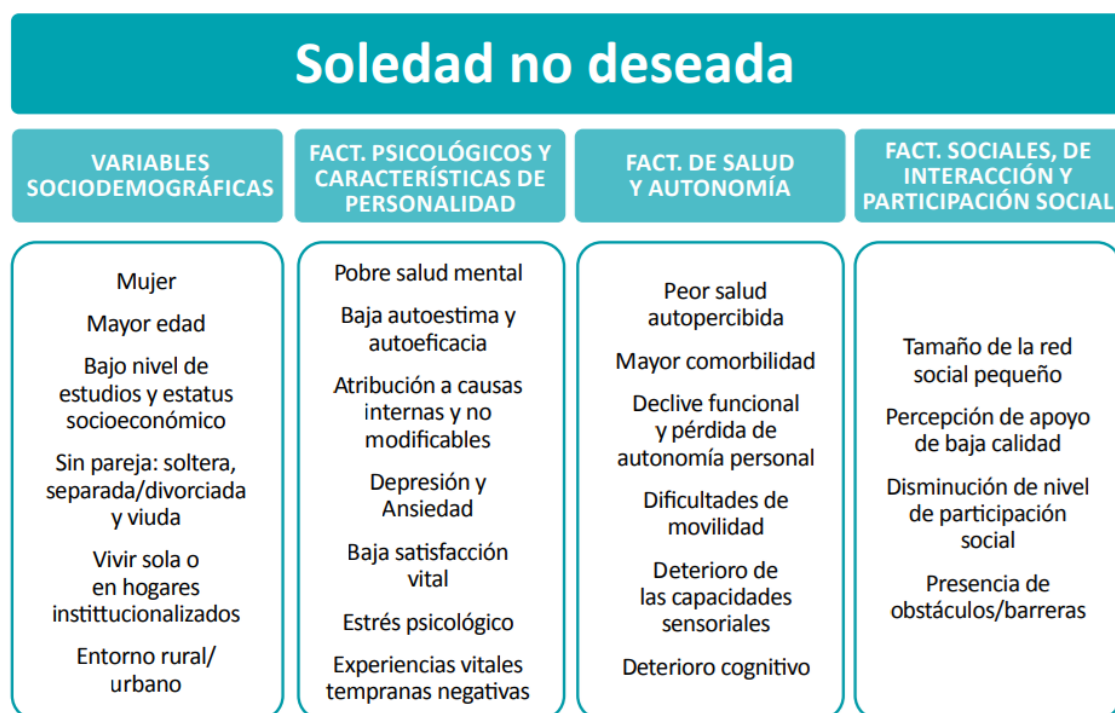 Soledad no deseada
VARIABLES
SOCIODEMOGRÁFICAS
Mujer
Mayor edad
Bajo nivel de
estudios y estatus
socioeconómico
Sin pareja: soltera,
separada/divorciada
y viuda
Vivir sola o
en hogares
institucionalizados
Entorno rural/
urbano
FACT. PSICOLÓGICOS Y
CARACTERÍSTICAS DE
PERSONALIDAD
Pobre salud mental
Baja autoestima y
autoeficacia
Atribución a causas
internas y no
modificables
Depresión y
Ansiedad
Baja satisfacción
vital
Estrés psicológico
Experiencias vitales
tempranas negativas
FACT. DE SALUD
Y AUTONOMÍA
Peor salud
autopercibida
Mayor comorbilidad
Declive funcional
y pérdida de
autonomía personal
Dificultades de
movilidad
Deterioro de
las capacidades
sensoriales
Deterioro cognitivo
FACT. SOCIALES, DE
INTERACCIÓN Y
PARTICIPACIÓN SOCIAL
Tamaño de la red
social pequeño
Percepción de apoyo
de baja calidad
Disminución de nivel
de participación
social
Presencia de
obstáculos/barreras